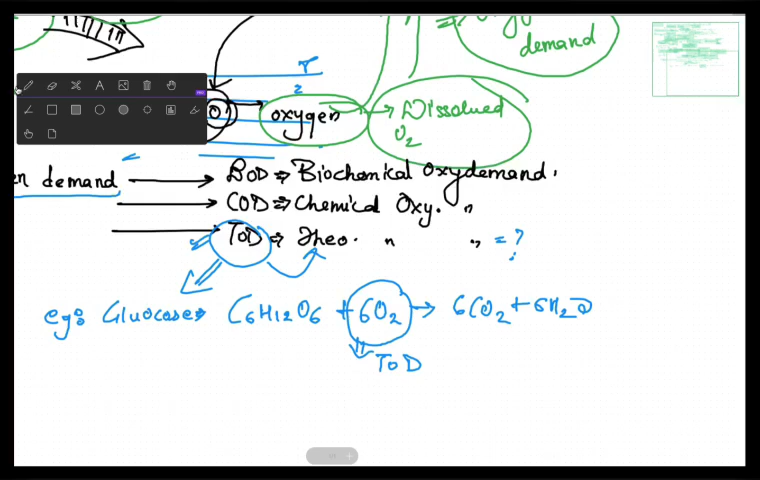 demand
oxygen → Dissolved
O2
en demand → BOD ⇒ Biochemical Oxydemand.
→ COD ⇒ Chemical Oxy. "
TOD ⇒ Theo. " " = ?
eg: Glucose ⇒ C6H12O6 + 6O2 → 6CO2 + 6H2O
TOD